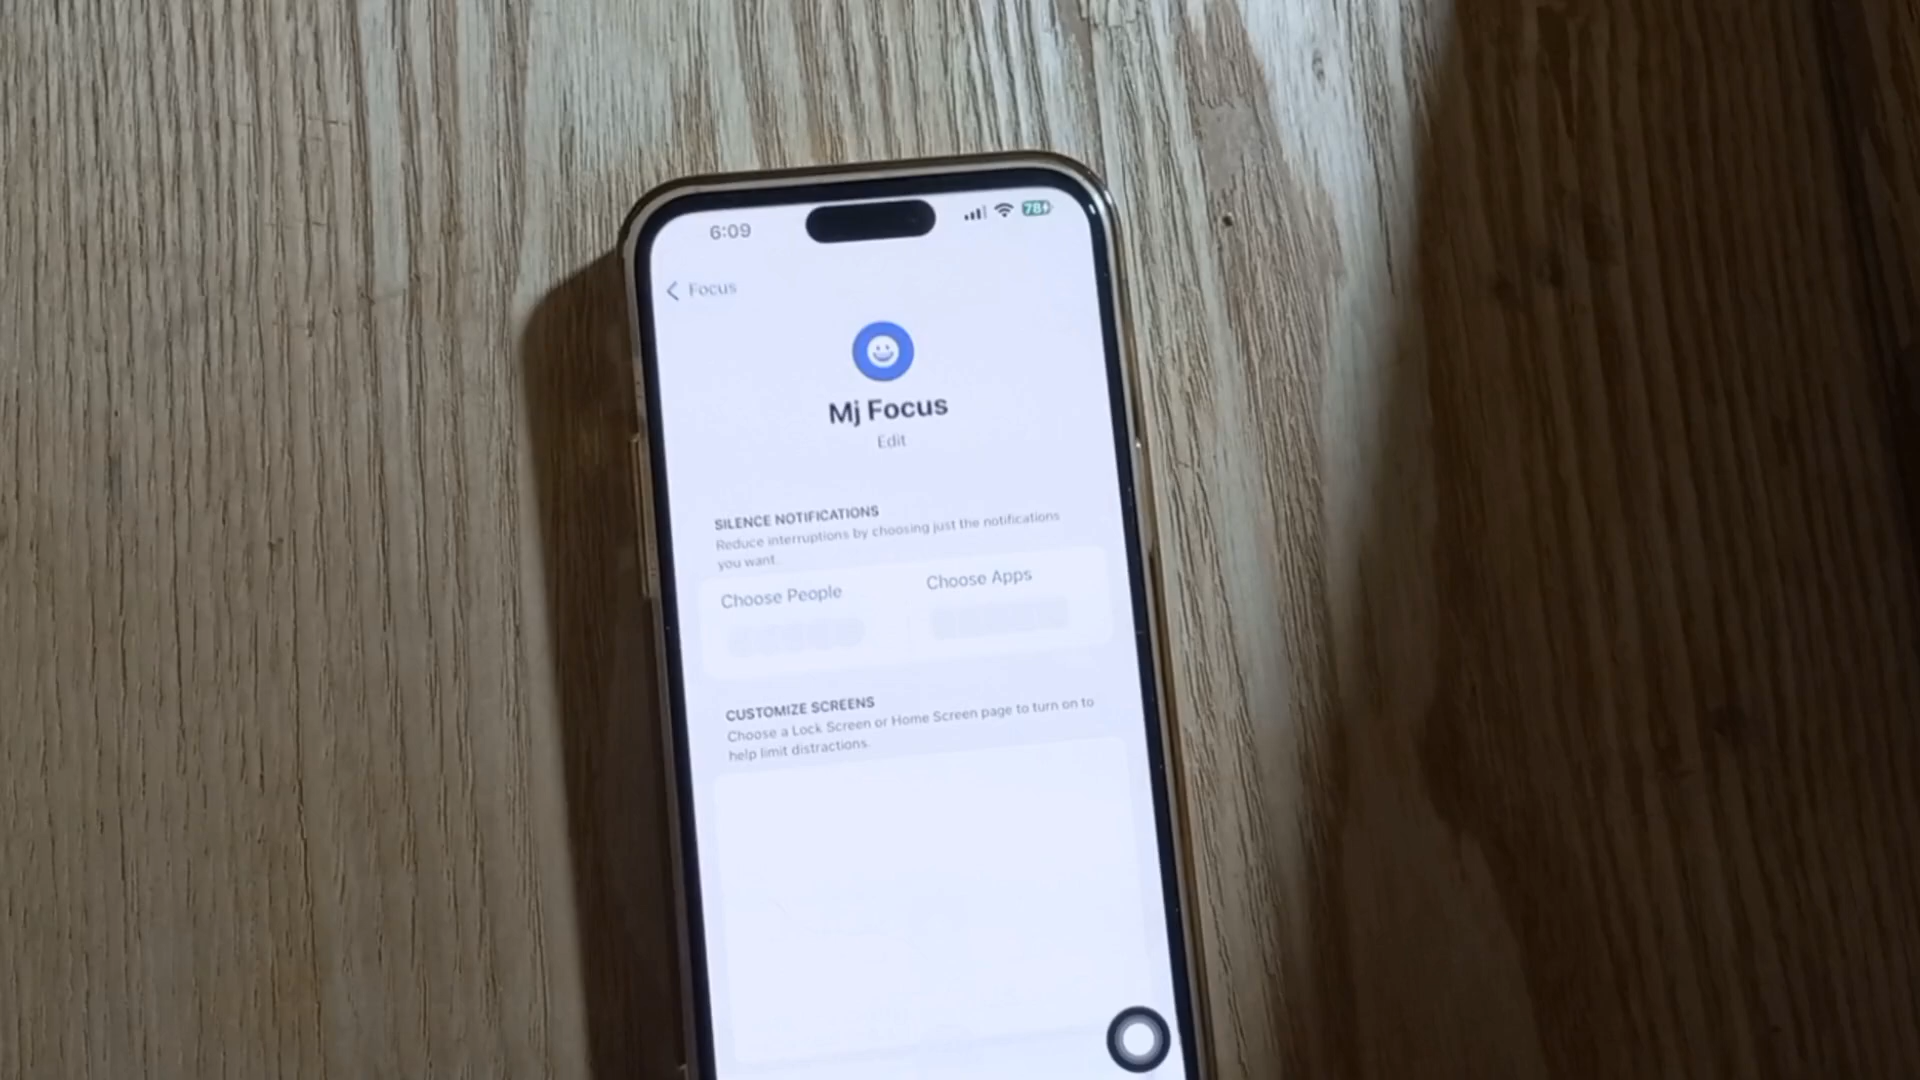 6:09
78
Focus
Mj Focus
Edit
SILENCE NOTIFICATIONS
Reduce interruptions by choosing just the notifications
you want.
Choose People
Choose Apps
CUSTOMIZE SCREENS
Choose a Lock Screen or Home Screen page to turn on to
help limit distractions.